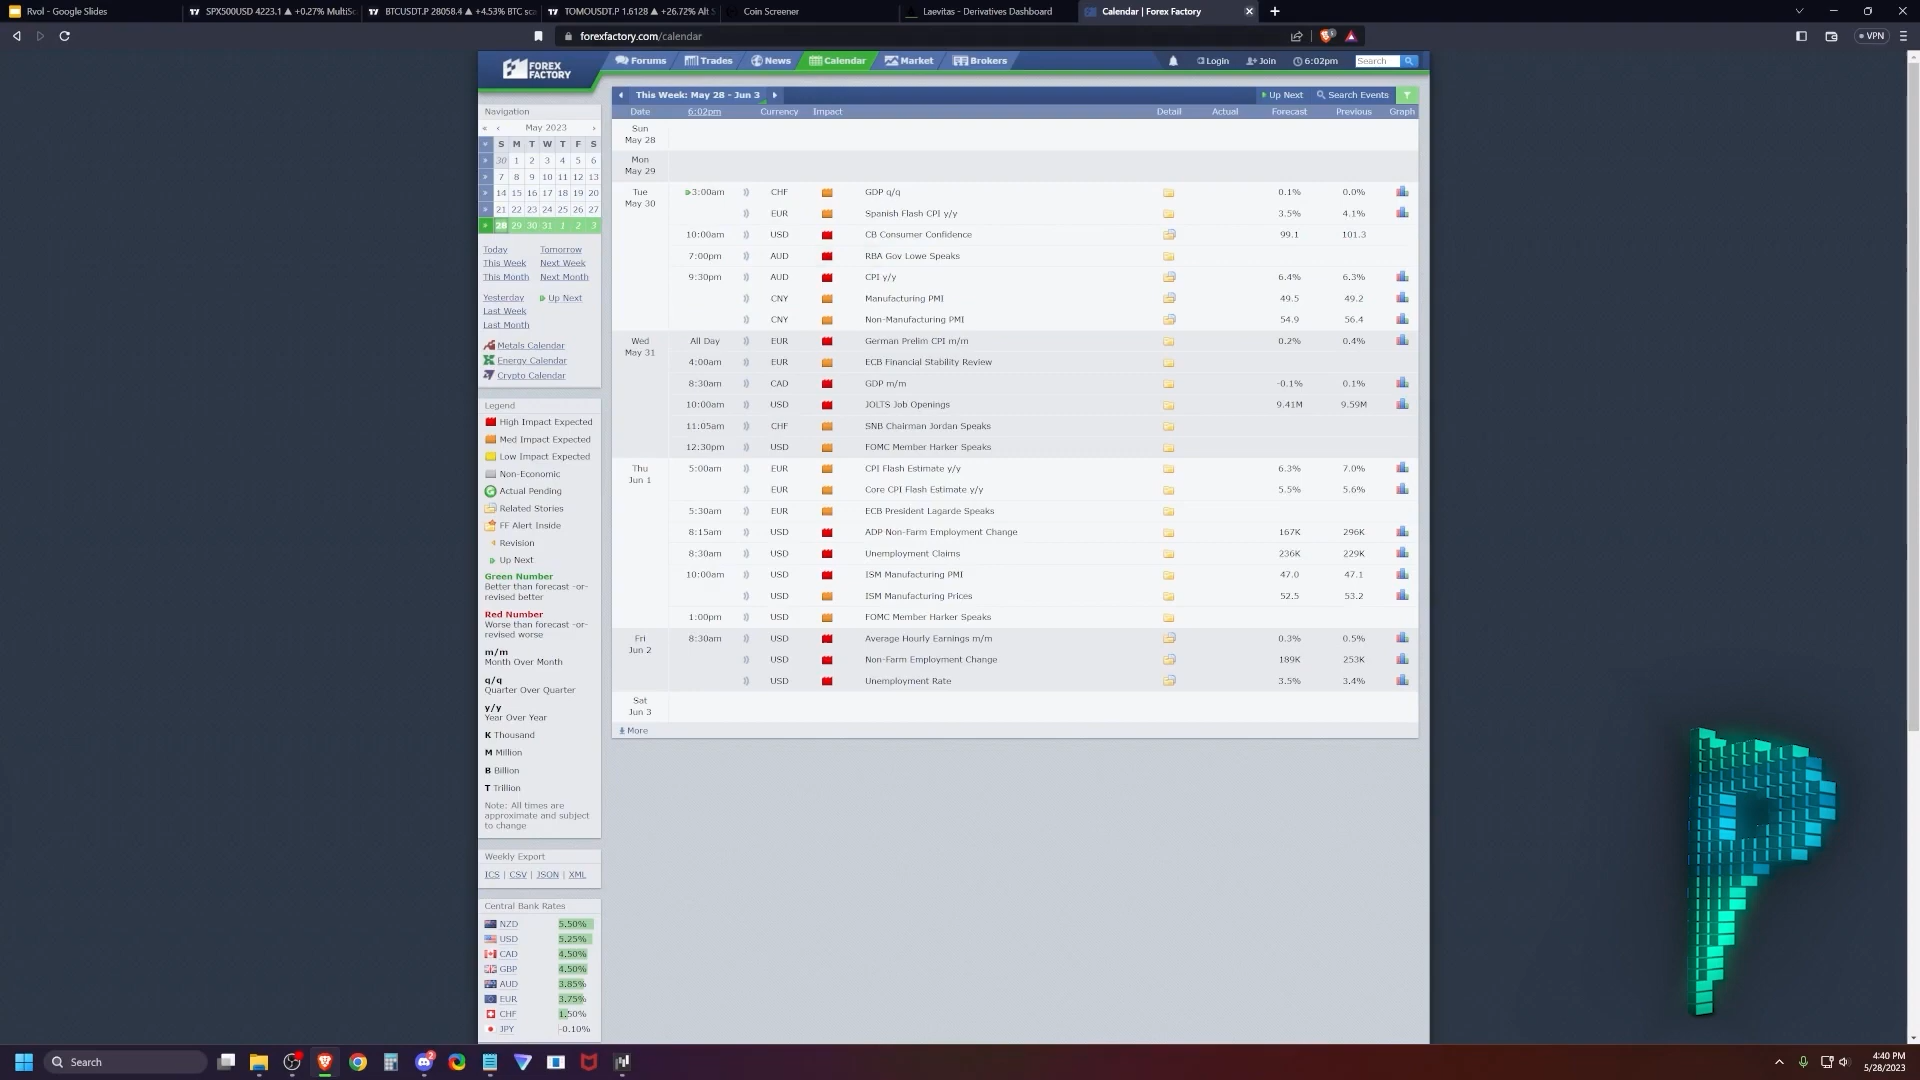 Rvol - Google Slides
SPX500USD 4223.1 ▲ +0.27% MultiSc
BTCUSDT.P 28058.4 ▲ +4.53% BTC sca
TOMOUSDT.P 1.6128 ▲ +26.72% Alt S
Coin Screener
Laevitas - Derivatives Dashboard
Calendar | Forex Factory
forexfactory.com/calendar
VPN
FOREX FACTORY
Forums
Trades
News
Calendar
Market
Brokers
Login
Join
6:02pm
Search
Navigation
« ‹ May 2023 ›
S M T W T F S
30 1 2 3 4 5 6
7 8 9 10 11 12 13
14 15 16 17 18 19 20
21 22 23 24 25 26 27
28 29 30 31 1 2 3
Today Tomorrow
This Week Next Week
This Month Next Month
Yesterday Up Next
Last Week
Last Month
Metals Calendar
Energy Calendar
Crypto Calendar
Legend
High Impact Expected
Med Impact Expected
Low Impact Expected
Non-Economic
Actual Pending
Related Stories
FF Alert Inside
Revision
Up Next
Green Number
Better than forecast -or-
revised better
Red Number
Worse than forecast -or-
revised worse
m/m
Month Over Month
q/q
Quarter Over Quarter
y/y
Year Over Year
K Thousand
M Million
B Billion
T Trillion
Note: All times are
approximate and subject
to change
Weekly Export
ICS | CSV | JSON | XML
Central Bank Rates
NZD 5.50%
USD 5.25%
CAD 4.50%
GBP 4.50%
AUD 3.85%
EUR 3.75%
CHF 1.50%
JPY -0.10%
This Week: May 28 - Jun 3
Up Next
Search Events
Date 6:02pm Currency Impact Detail Actual Forecast Previous Graph
Sun
May 28
Mon
May 29
Tue
May 30
3:00am CHF GDP q/q 0.1% 0.0%
EUR Spanish Flash CPI y/y 3.5% 4.1%
10:00am USD CB Consumer Confidence 99.1 101.3
7:00pm AUD RBA Gov Lowe Speaks
9:30pm AUD CPI y/y 6.4% 6.3%
CNY Manufacturing PMI 49.5 49.2
CNY Non-Manufacturing PMI 54.9 56.4
Wed
May 31
All Day EUR German Prelim CPI m/m 0.2% 0.4%
4:00am EUR ECB Financial Stability Review
8:30am CAD GDP m/m -0.1% 0.1%
10:00am USD JOLTS Job Openings 9.41M 9.59M
11:05am CHF SNB Chairman Jordan Speaks
12:30pm USD FOMC Member Harker Speaks
Thu
Jun 1
5:00am EUR CPI Flash Estimate y/y 6.3% 7.0%
EUR Core CPI Flash Estimate y/y 5.5% 5.6%
5:30am EUR ECB President Lagarde Speaks
8:15am USD ADP Non-Farm Employment Change 167K 296K
8:30am USD Unemployment Claims 236K 229K
10:00am USD ISM Manufacturing PMI 47.0 47.1
USD ISM Manufacturing Prices 52.5 53.2
1:00pm USD FOMC Member Harker Speaks
Fri
Jun 2
8:30am USD Average Hourly Earnings m/m 0.3% 0.5%
USD Non-Farm Employment Change 189K 253K
USD Unemployment Rate 3.5% 3.4%
Sat
Jun 3
More
P
Search
4:40 PM
5/28/2023